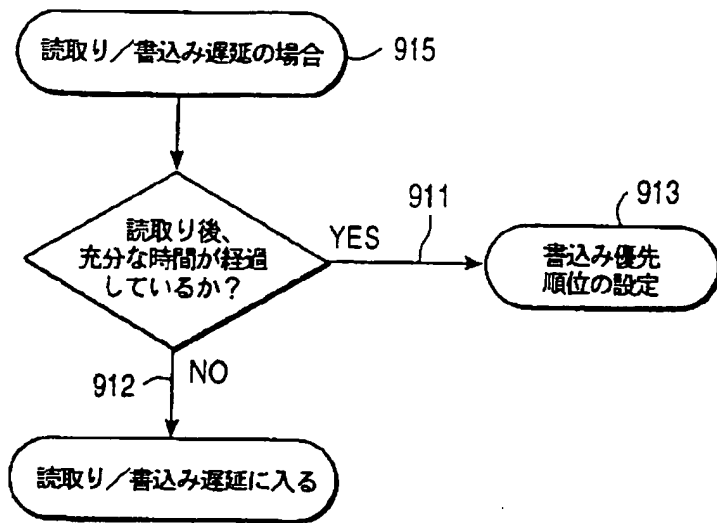 読取り／書込み遅延の場合
915
読取り後、
充分な時間が経過
しているか？
YES
911
913
書込み優先
順位の設定
912
NO
読取り／書込み遅延に入る